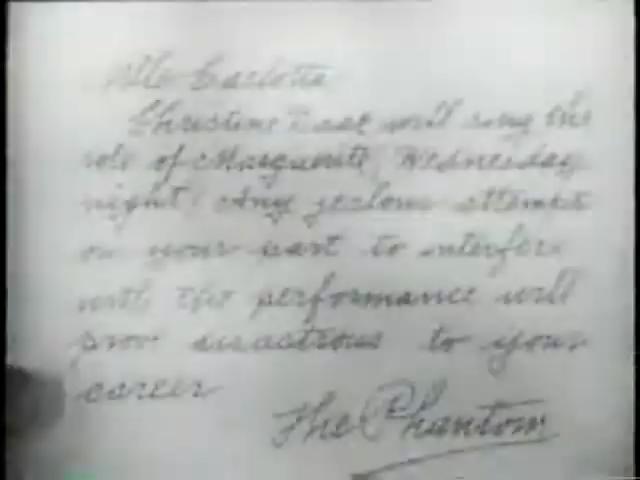 Mlle Carlotta
Christine Daae will sing the
role of Marguerite, Wednesday
night! Any jealous attempt
on your part to interfere
with the performance will
prove disastrous to your
career
The Phantom